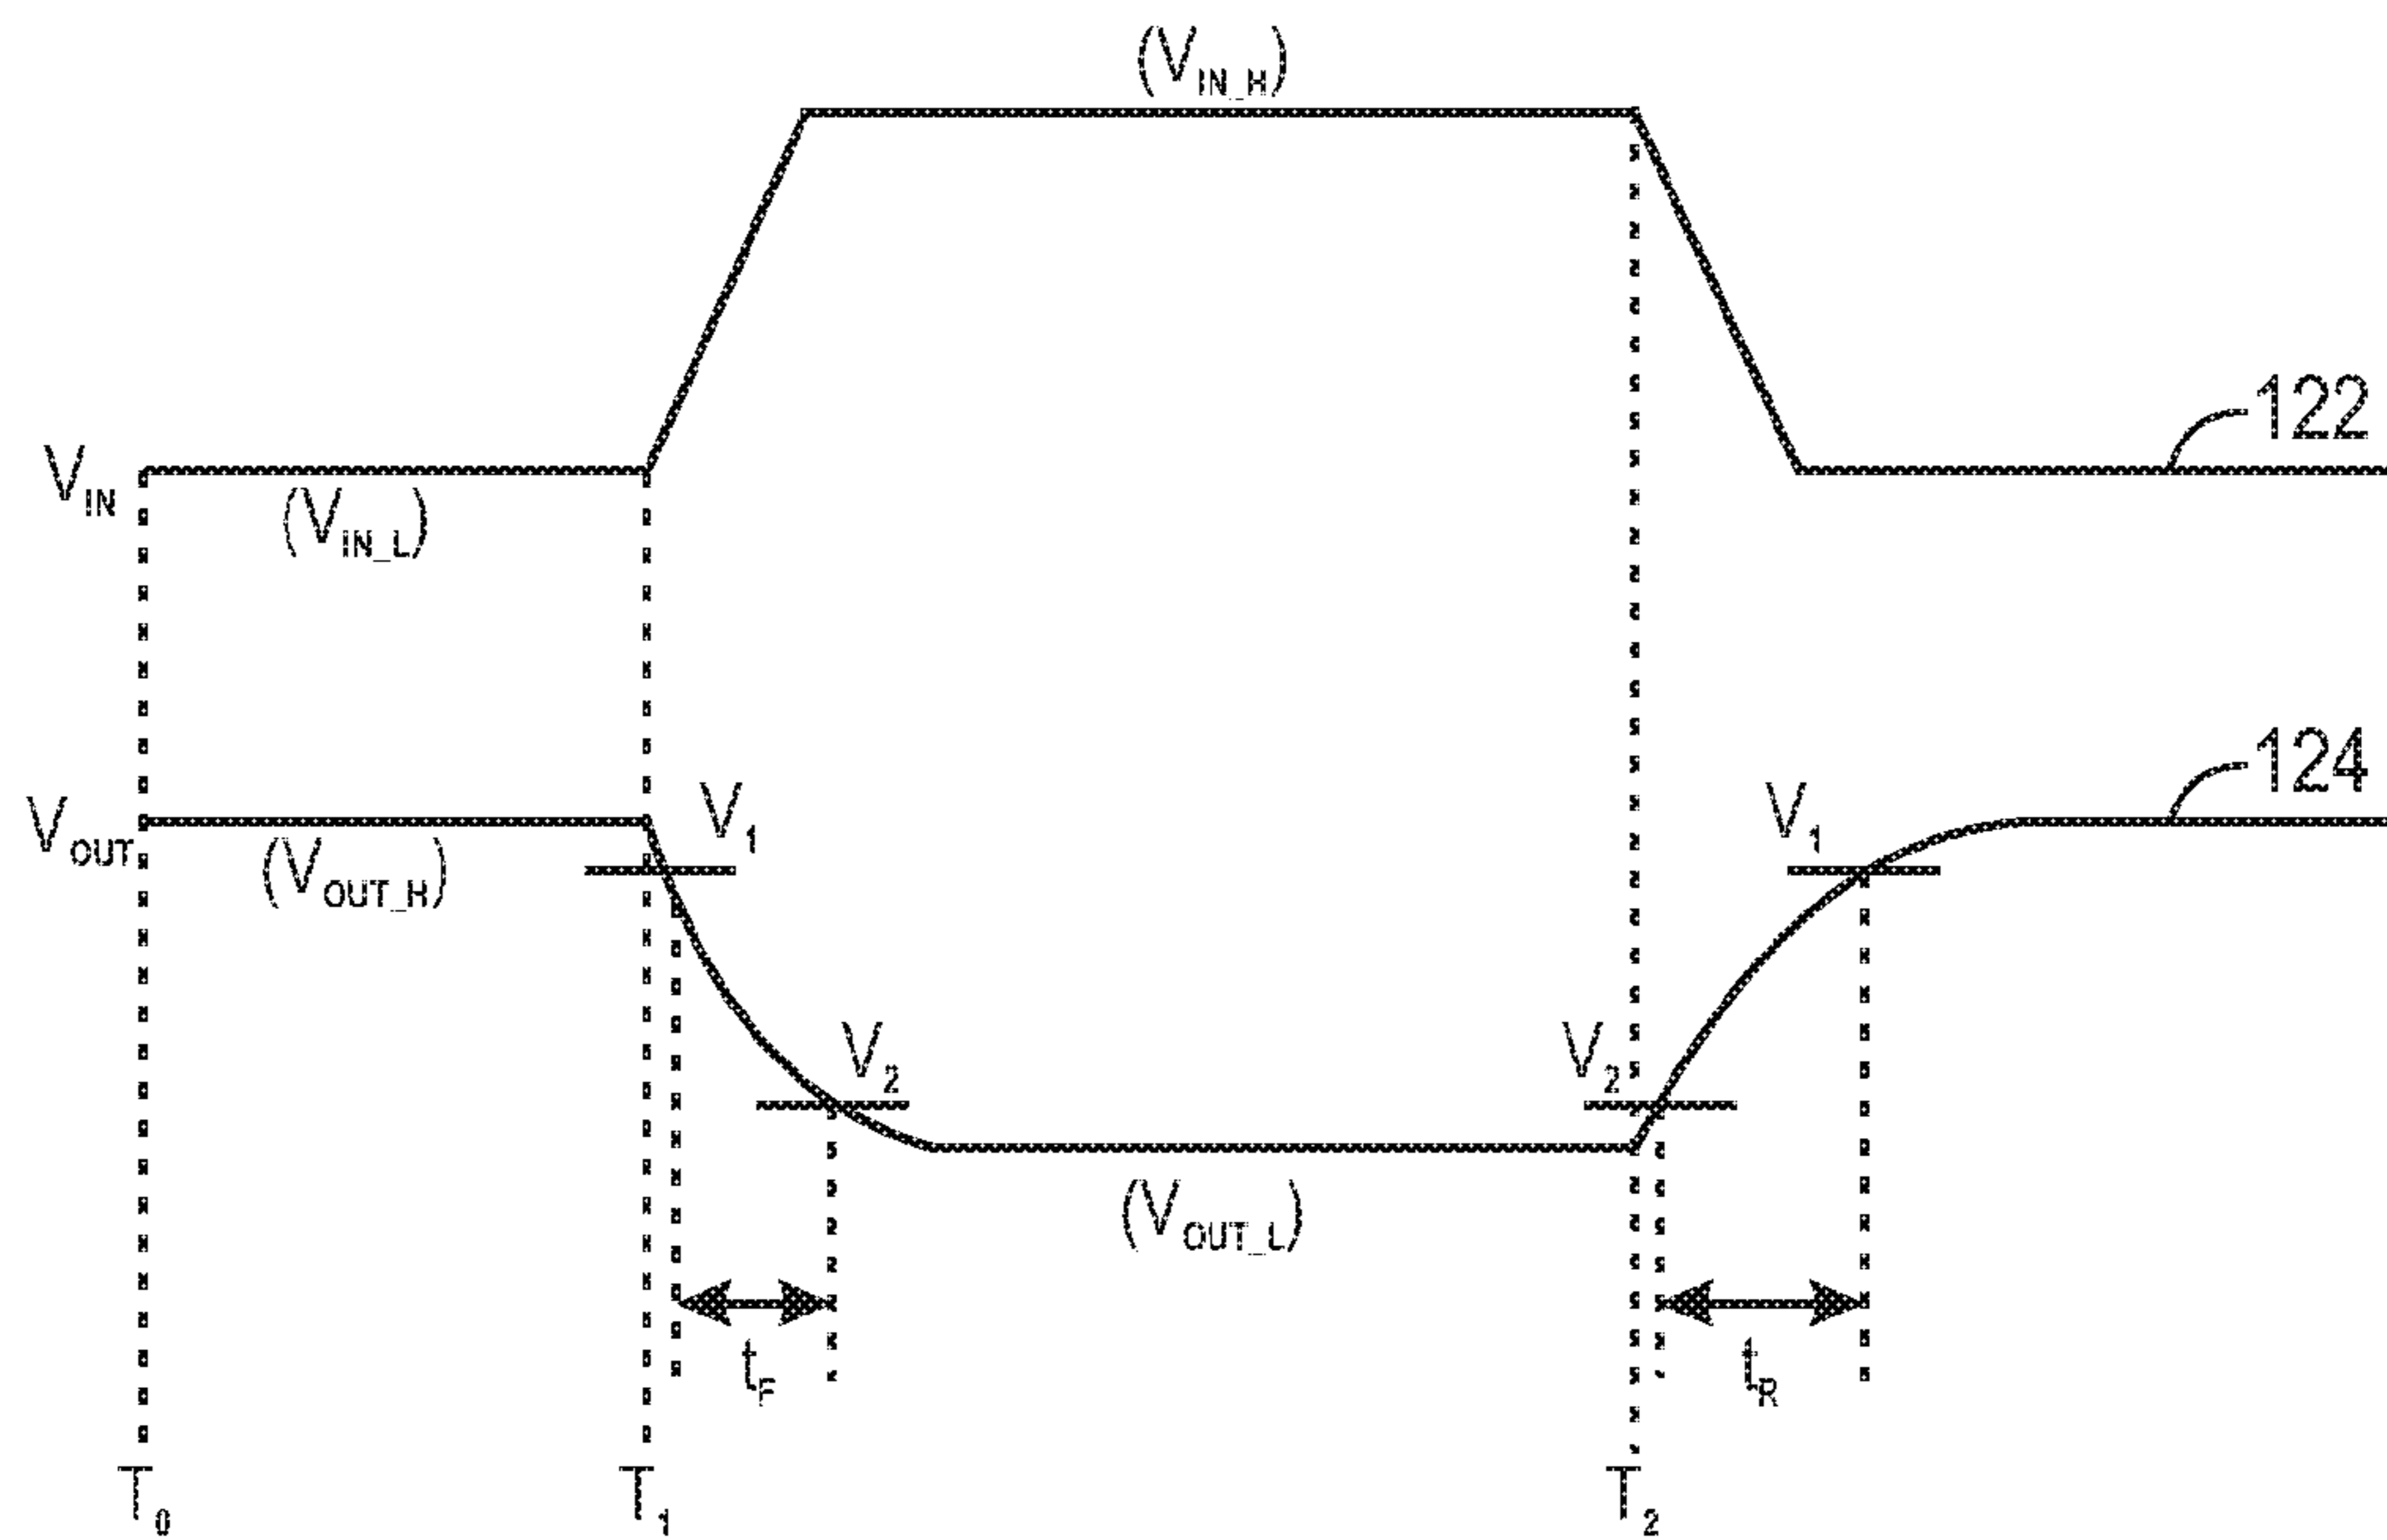 (V_IN_H)
122
V_IN
(V_IN_L)
124
V_1
V_1
V_OUT
(V_OUT_H)
V_2
V_2
(V_OUT_L)
t_F
t_R
T_0
T_1
T_2